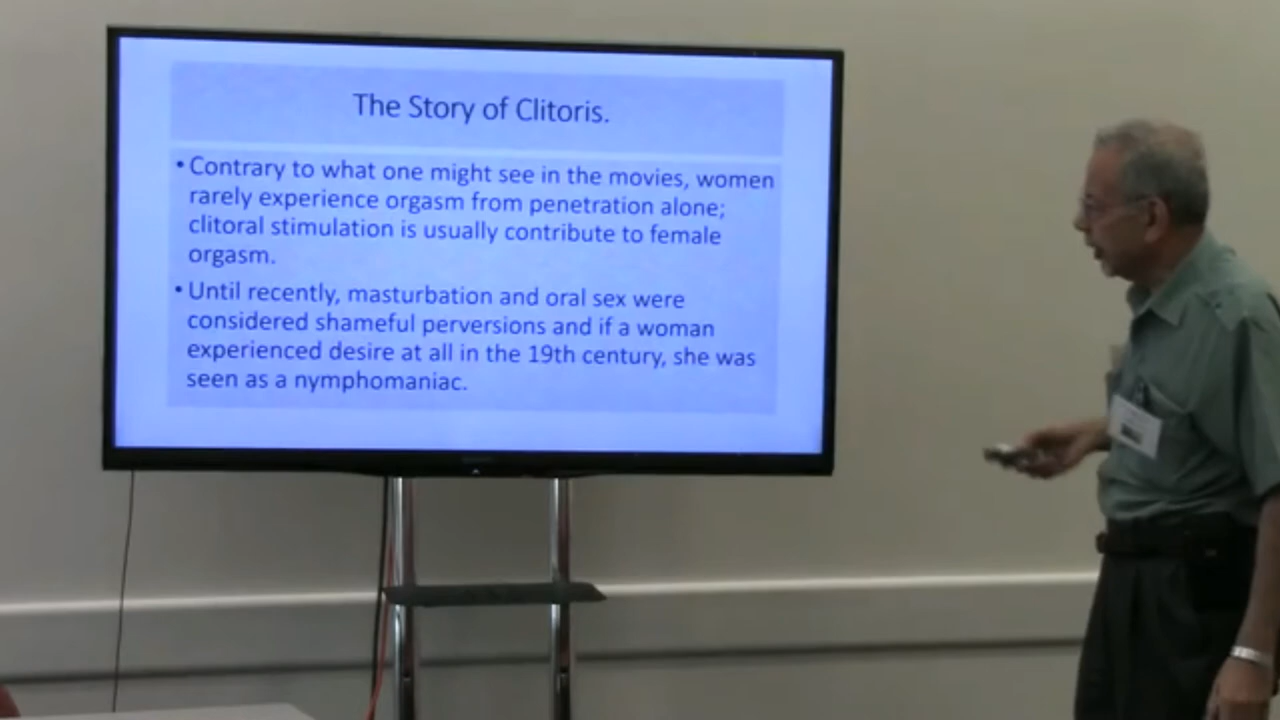 The Story of Clitoris.
• Contrary to what one might see in the movies, women
rarely experience orgasm from penetration alone;
clitoral stimulation is usually contribute to female
orgasm.
• Until recently, masturbation and oral sex were
considered shameful perversions and if a woman
experienced desire at all in the 19th century, she was
seen as a nymphomaniac.